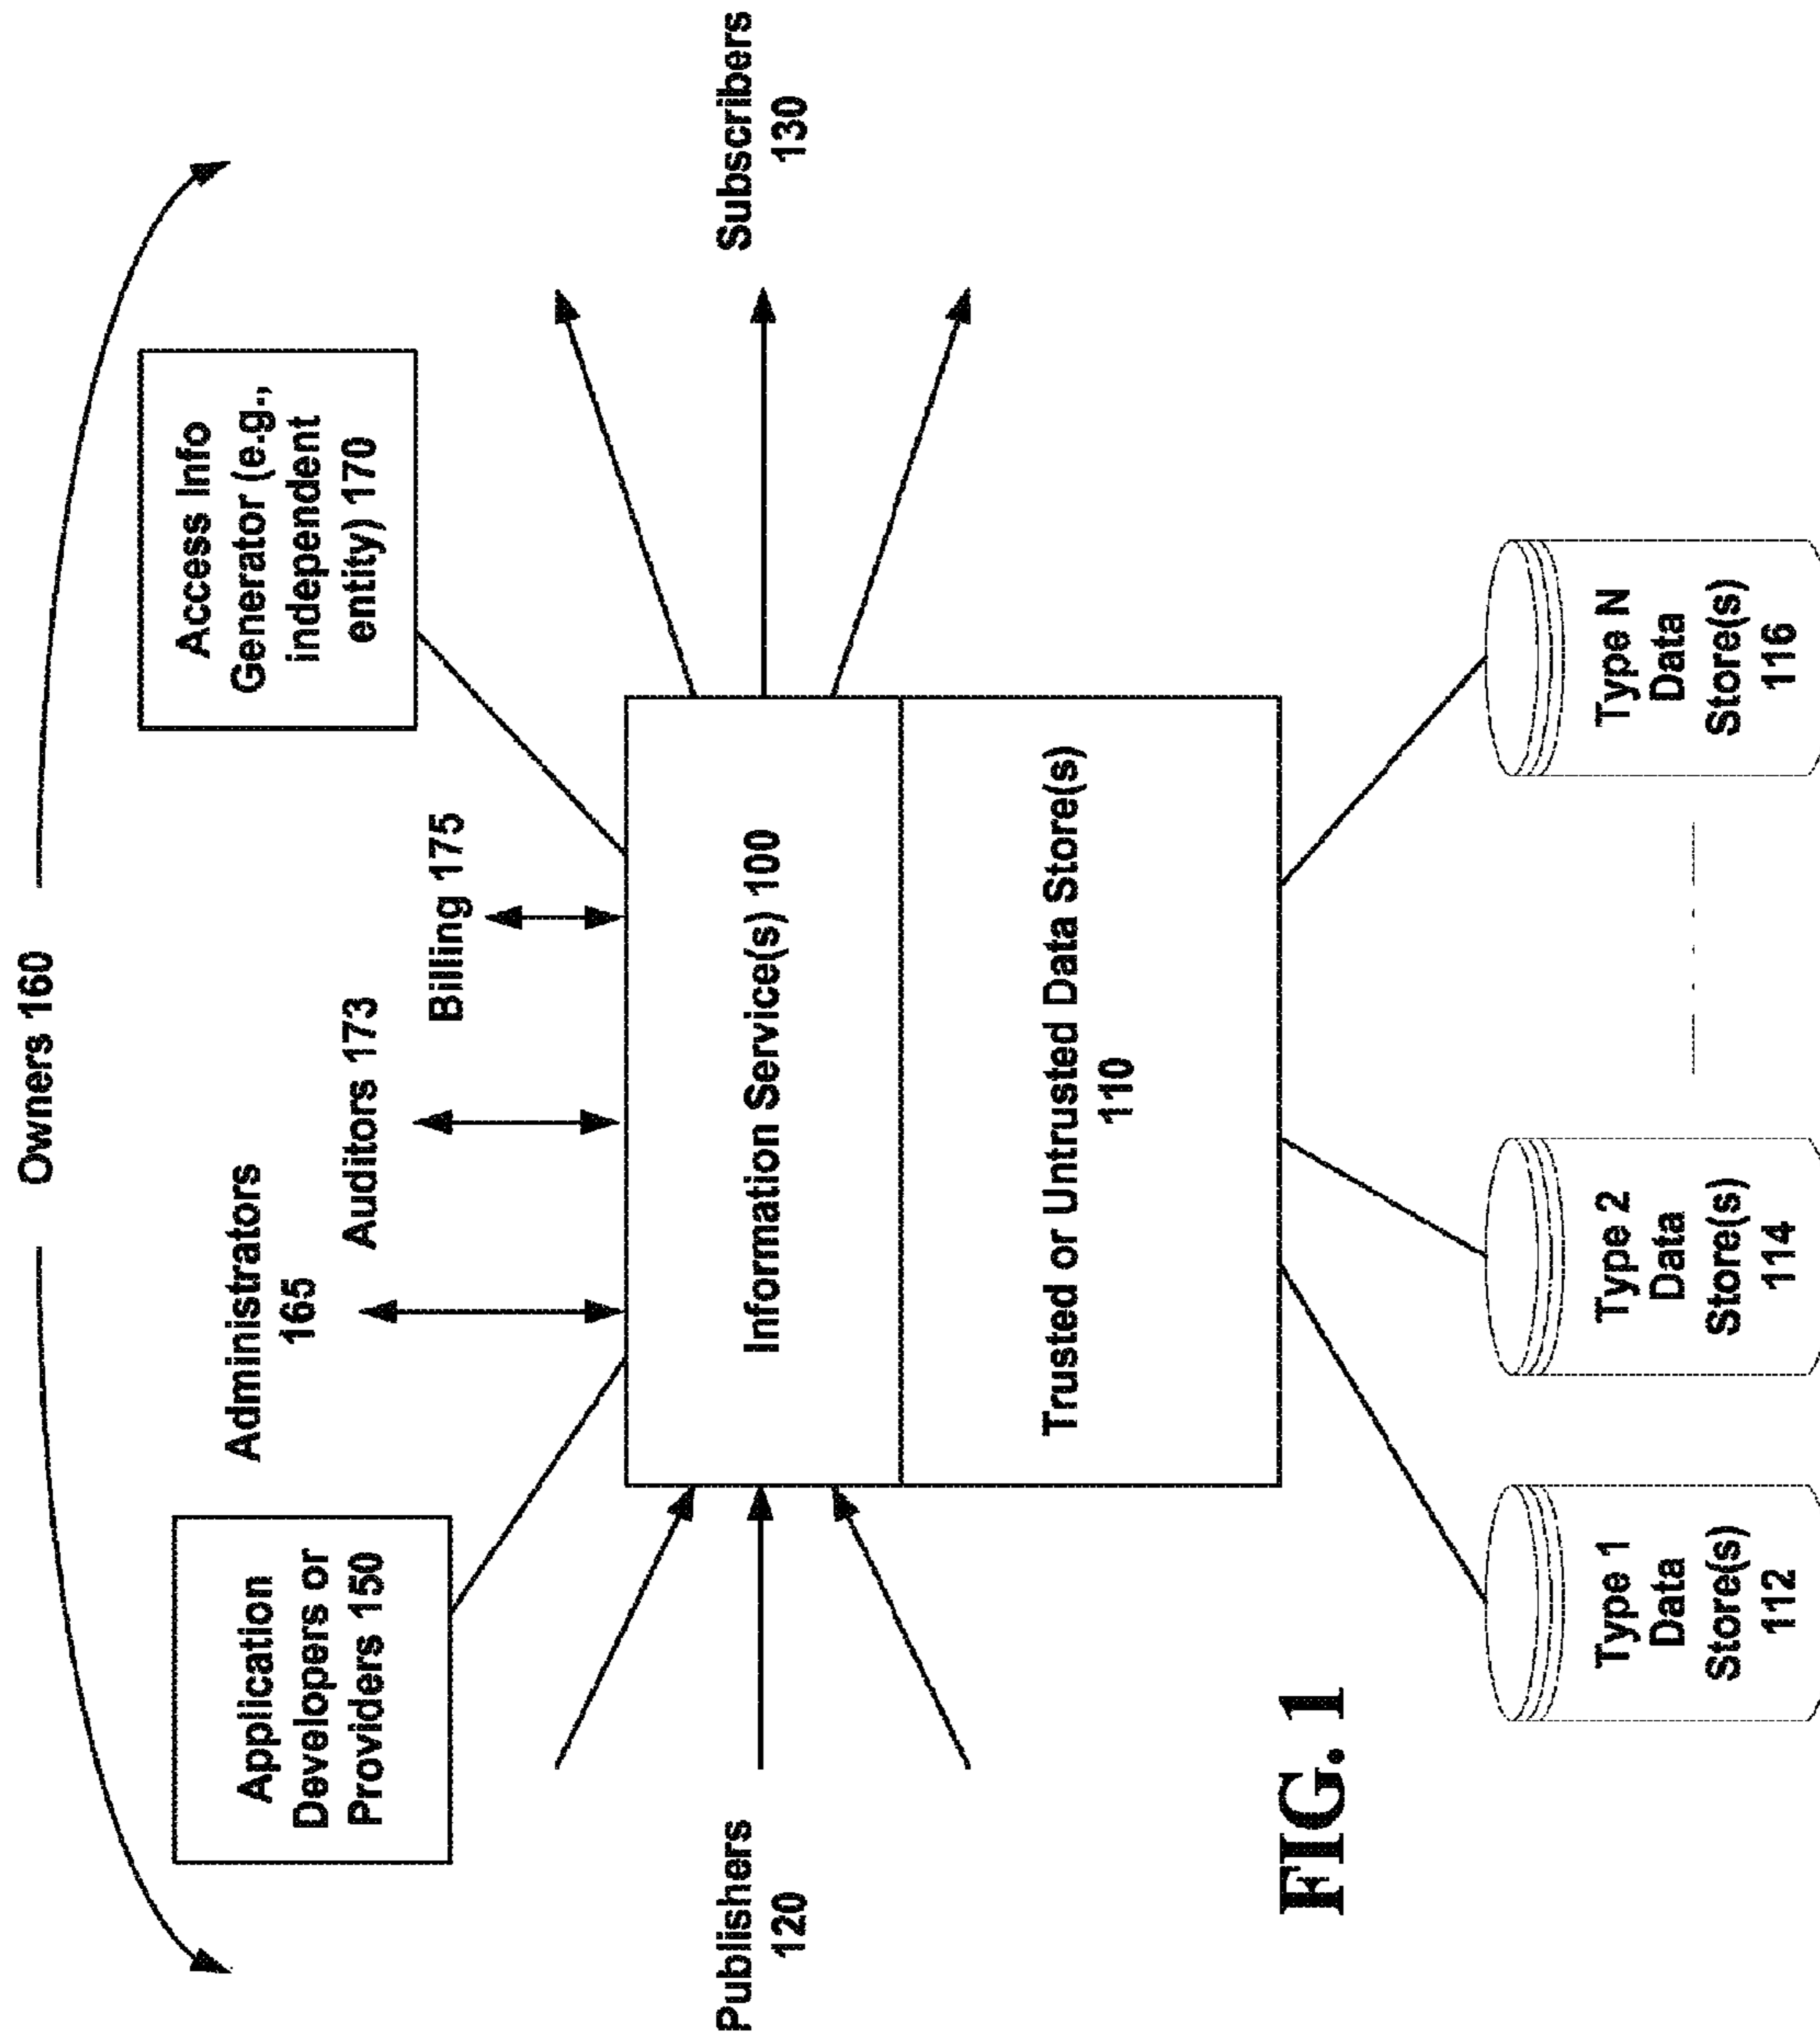 Owners 160
Application
Developers or
Providers 150
Administrators
165
Auditors 173
Billing 175
Access Info
Generator (e.g.,
independent
entity) 170
Publishers
120
Information Service(s) 100
Subscribers
130
Trusted or Untrusted Data Store(s)
110
FIG. 1
Type 1
Data
Store(s)
112
Type 2
Data
Store(s)
114
Type N
Data
Store(s)
116